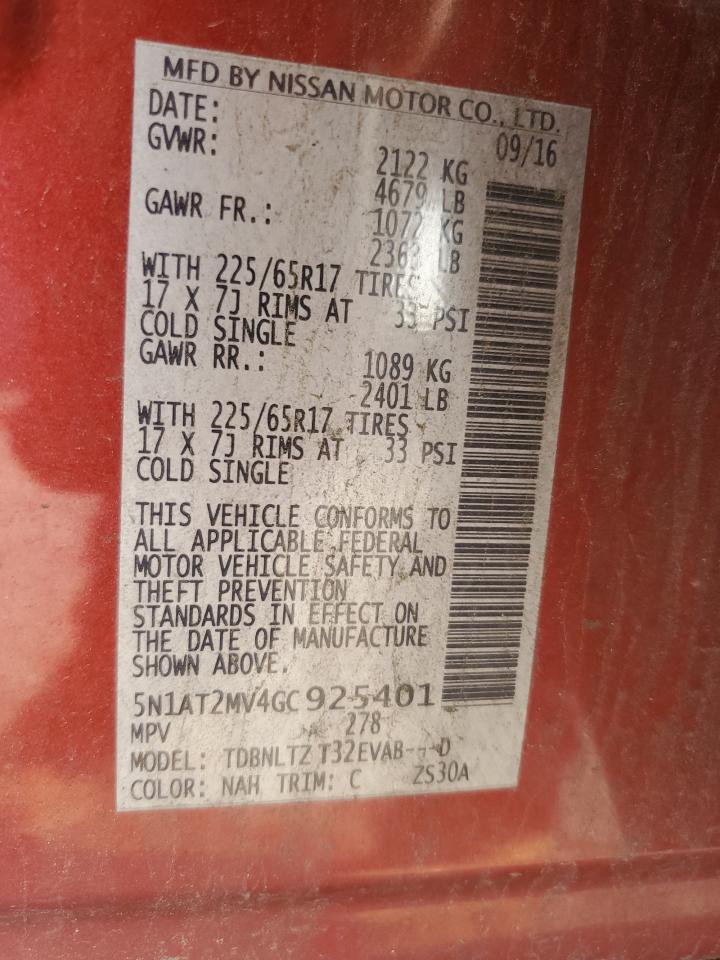 MFD BY NISSAN MOTOR CO., LTD.
DATE: 09/16
GVWR: 2122 KG
4679 LB
GAWR FR.: 1072 KG
2363 LB
WITH 225/65R17 TIRES
17 X 7J RIMS AT 33 PSI
COLD SINGLE
GAWR RR.: 1089 KG
2401 LB
WITH 225/65R17 TIRES
17 X 7J RIMS AT 33 PSI
COLD SINGLE
THIS VEHICLE CONFORMS TO
ALL APPLICABLE FEDERAL
MOTOR VEHICLE SAFETY AND
THEFT PREVENTION
STANDARDS IN EFFECT ON
THE DATE OF MANUFACTURE
SHOWN ABOVE.
5N1AT2MV4GC925401
MPV 278
MODEL: TDBNLTZ T32EVAB---D
COLOR: NAH TRIM: C ZS30A